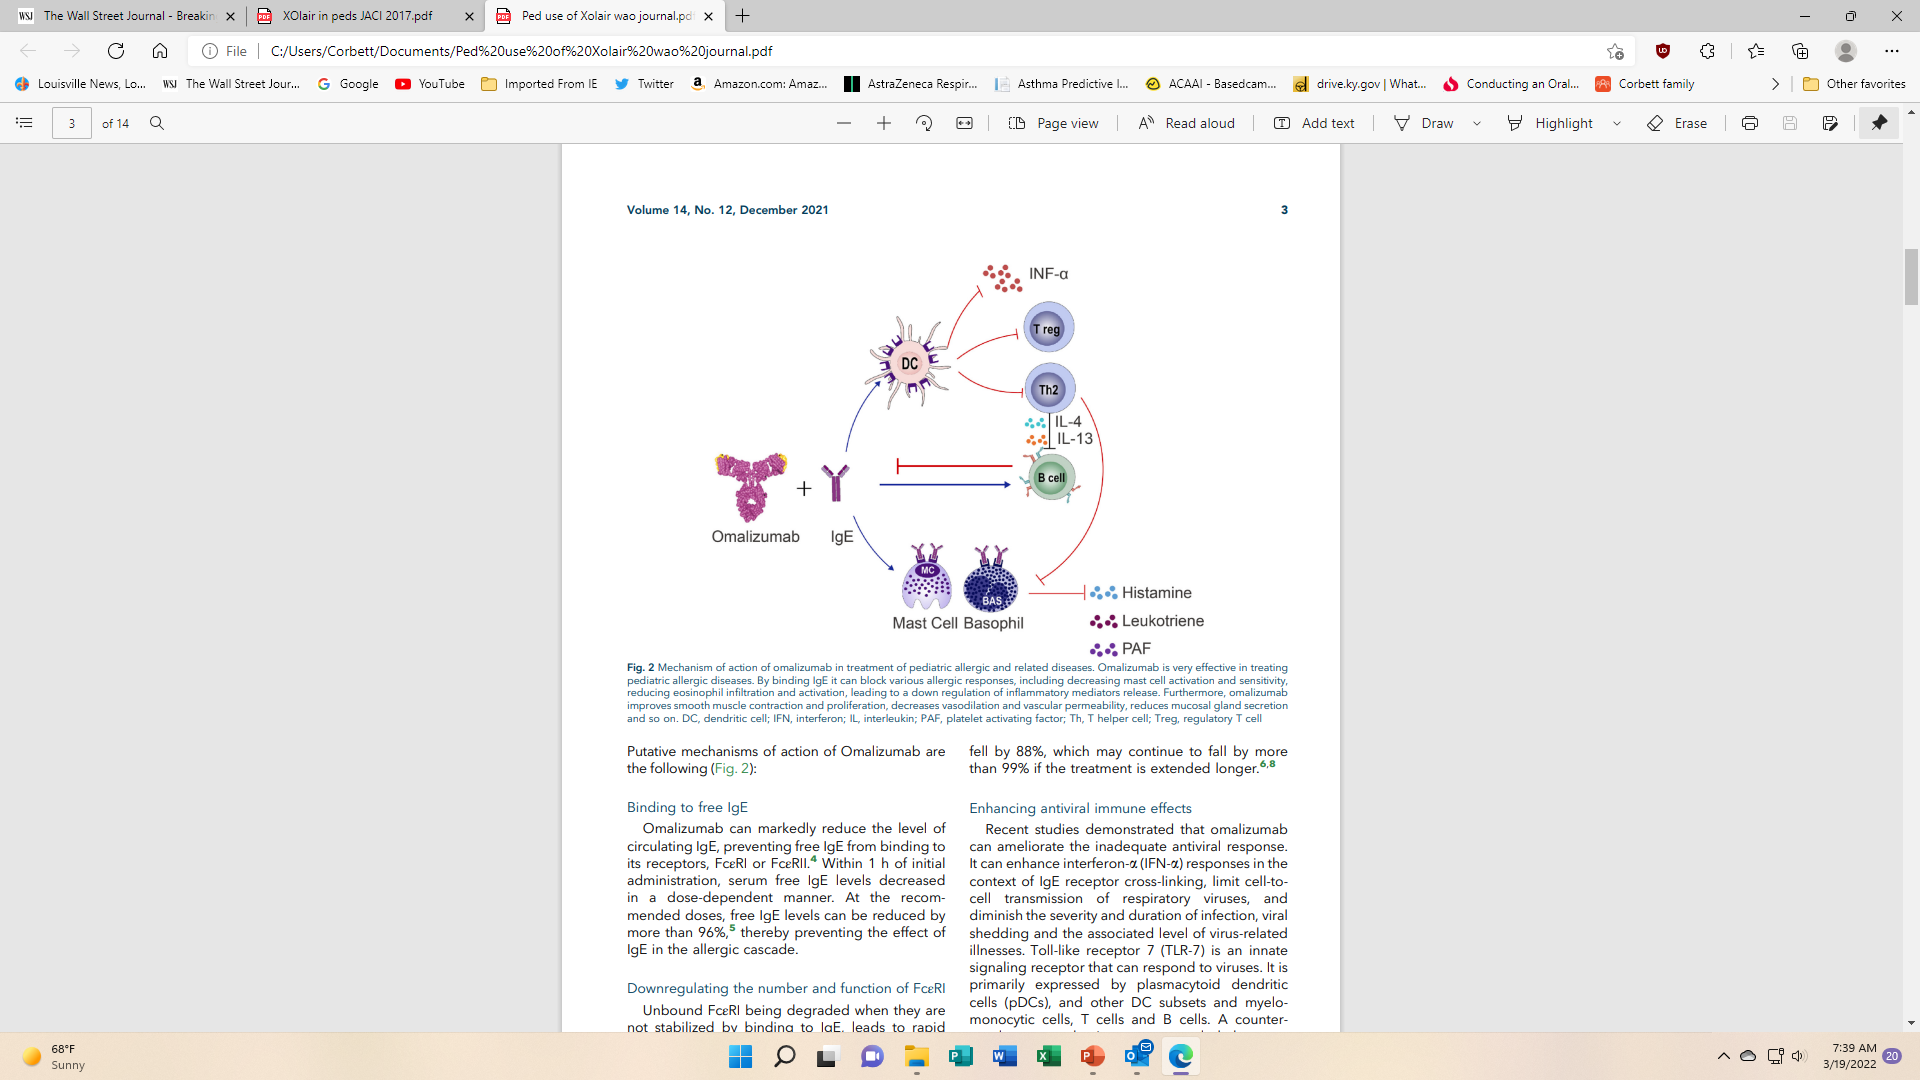 The Wall Street Journal - Breakin
XOlair in peds JACI 2017.pdf
Ped use of Xolair wao journal.pd
File
C:/Users/Corbett/Documents/Ped%20use%20of%20Xolair%20wao%20journal.pdf
Louisville News, Lo...
The Wall Street Jour...
Google
YouTube
Imported From IE
Twitter
Amazon.com: Amaz...
AstraZeneca Respir...
Asthma Predictive I...
ACAAI - Basedcam...
drive.ky.gov | What...
Conducting an Oral...
Corbett family
Other favorites
3 of 14
Page view
Read aloud
Add text
Draw
Highlight
Erase
Volume 14, No. 12, December 2021
3
INF-α
T reg
DC
Th2
IL-4
IL-13
B cell
+
Omalizumab
IgE
MC
BAS
Mast Cell
Basophil
Histamine
Leukotriene
PAF
Fig. 2 Mechanism of action of omalizumab in treatment of pediatric allergic and related diseases. Omalizumab is very effective in treating
pediatric allergic diseases. By binding IgE it can block various allergic responses, including decreasing mast cell activation and sensitivity,
reducing eosinophil infiltration and activation, leading to a down regulation of inflammatory mediators release. Furthermore, omalizumab
improves smooth muscle contraction and proliferation, decreases vasodilation and vascular permeability, reduces mucosal gland secretion
and so on. DC, dendritic cell; IFN, interferon; IL, interleukin; PAF, platelet activating factor; Th, T helper cell; Treg, regulatory T cell
Putative mechanisms of action of Omalizumab are
the following (Fig. 2):
Binding to free IgE
Omalizumab can markedly reduce the level of
circulating IgE, preventing free IgE from binding to
its receptors, FcεRI or FcεRII.4 Within 1 h of initial
administration, serum free IgE levels decreased
in a dose-dependent manner. At the recom-
mended doses, free IgE levels can be reduced by
more than 96%,5 thereby preventing the effect of
IgE in the allergic cascade.
Downregulating the number and function of FcεRI
Unbound FcεRI being degraded when they are
not stabilized by binding to IgE, leads to rapid
fell by 88%, which may continue to fall by more
than 99% if the treatment is extended longer.6,8
Enhancing antiviral immune effects
Recent studies demonstrated that omalizumab
can ameliorate the inadequate antiviral response.
It can enhance interferon-α (IFN-α) responses in the
context of IgE receptor cross-linking, limit cell-to-
cell transmission of respiratory viruses, and
diminish the severity and duration of infection, viral
shedding and the associated level of virus-related
illnesses. Toll-like receptor 7 (TLR-7) is an innate
signaling receptor that can respond to viruses. It is
primarily expressed by plasmacytoid dendritic
cells (pDCs), and other DC subsets and myelo-
monocytic cells, T cells and B cells. A counter-
68°F
Sunny
7:39 AM
3/19/2022
20